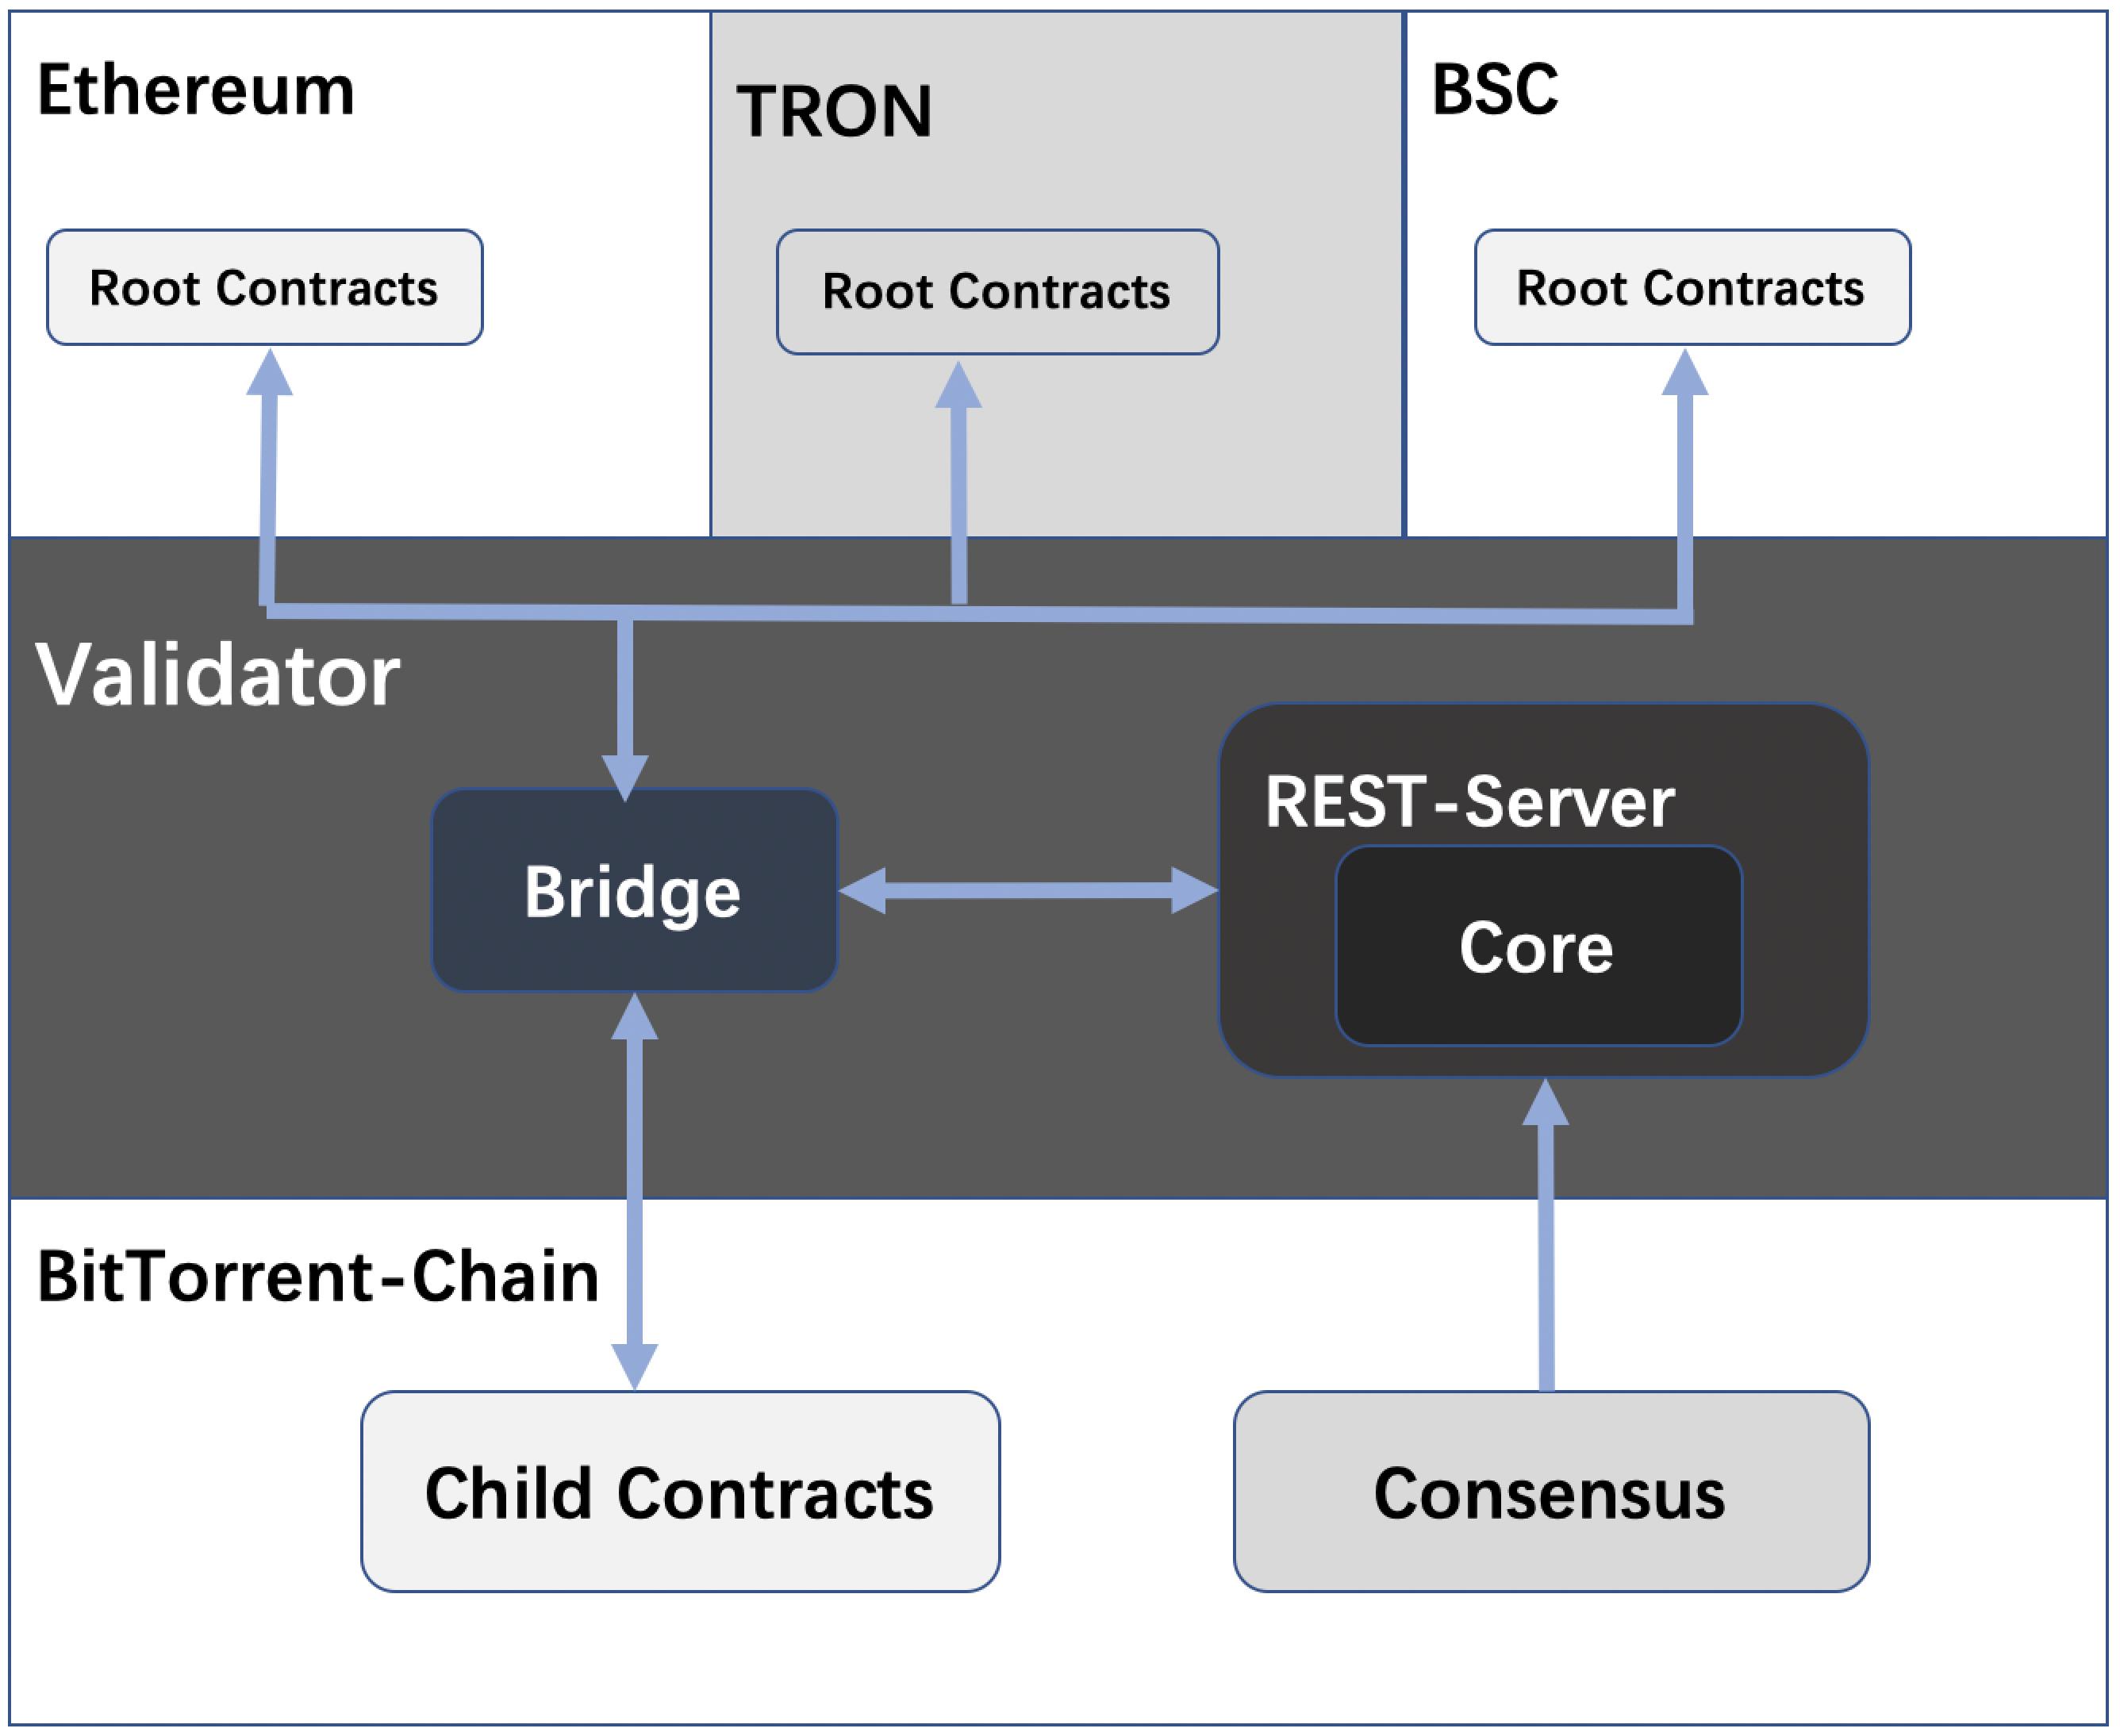 Ethereum
TRON
BSC
Root Contracts
Root Contracts
Root Contracts
Validator
REST-Server
Bridge
Core
BitTorrent-Chain
Child Contracts
Consensus